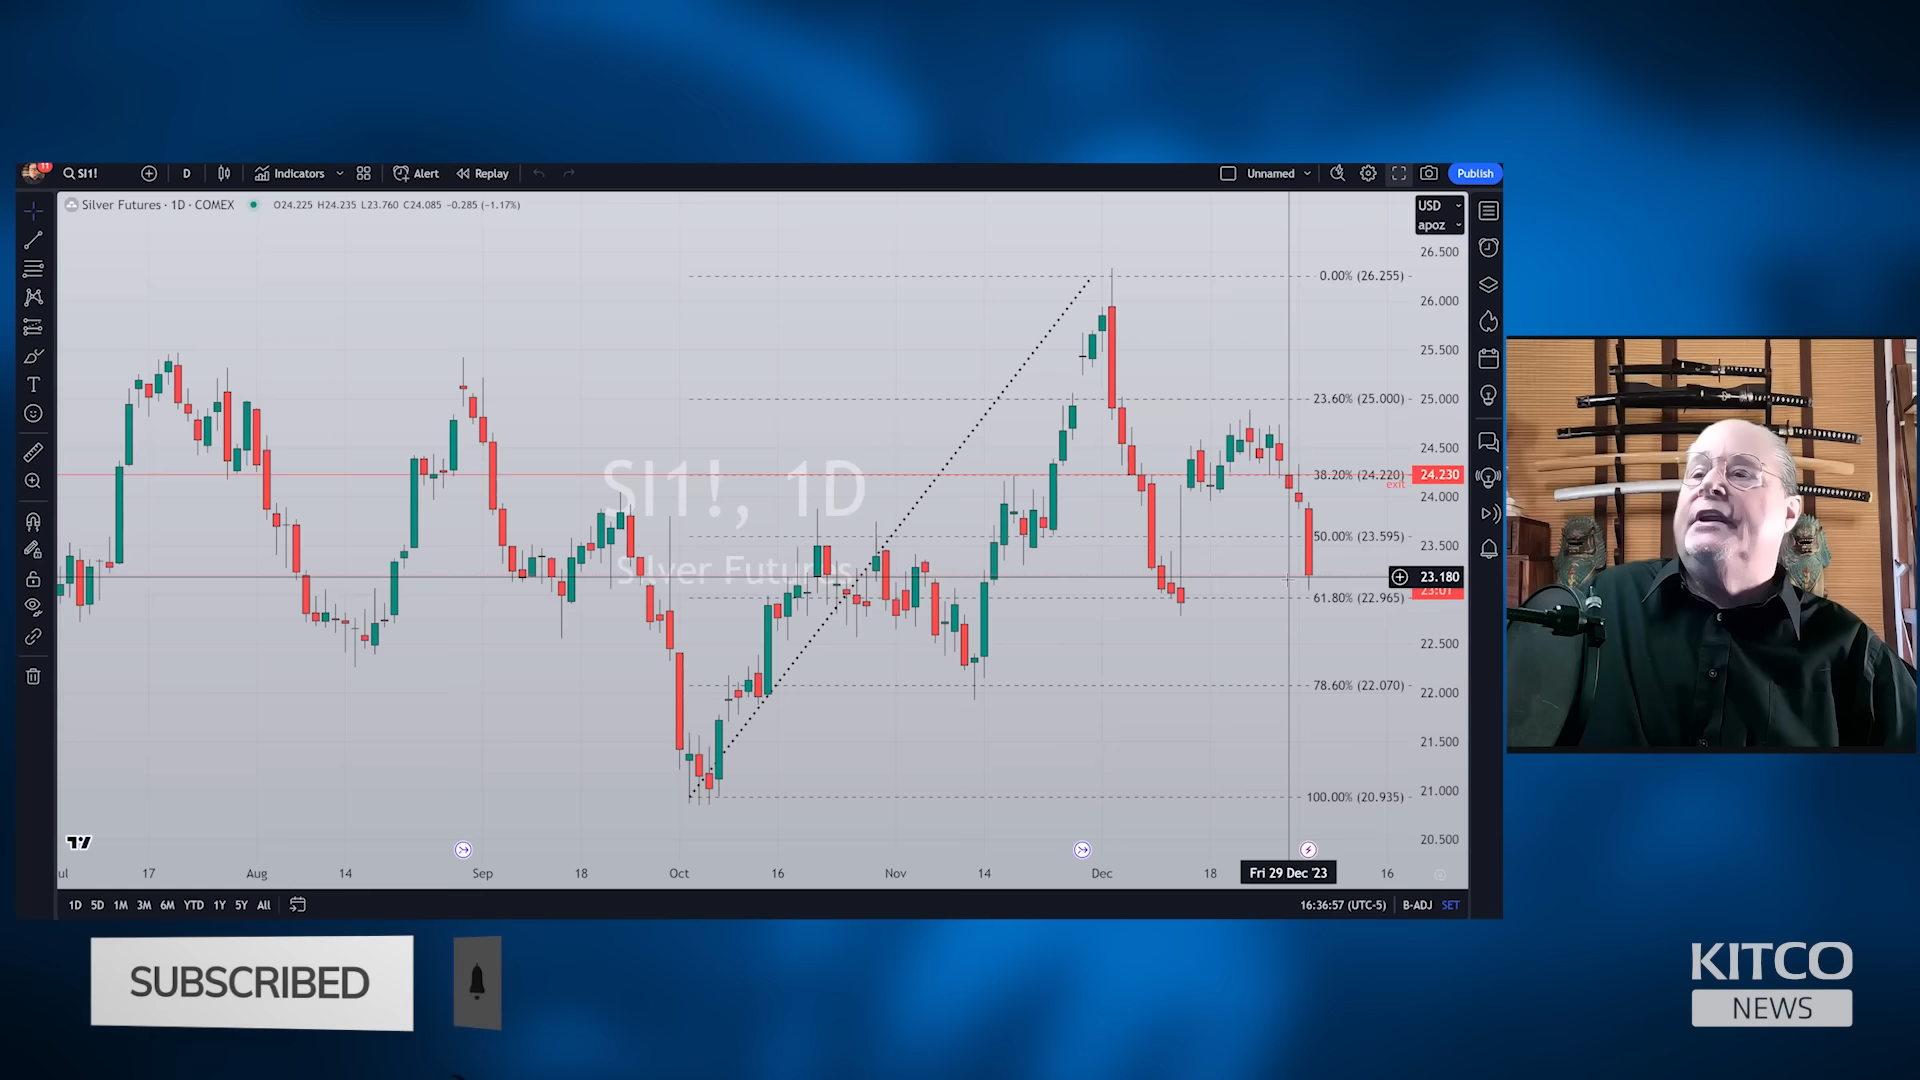 11
SI1!
D
Indicators
Alert
Replay
Unnamed
Publish
Silver Futures · 1D · COMEX
O24.225 H24.235 L23.760 C24.085 −0.285 (−1.17%)
USD
apoz
26.500
0.00% (26.255)
26.000
25.500
23.60% (25.000)
25.000
24.500
38.20% (24.220)
24.230
exit
24.000
SI1!, 1D
Silver Futures
50.00% (23.595)
23.500
23.180
61.80% (22.965)
23.01
22.500
78.60% (22.070)
22.000
21.500
100.00% (20.935)
21.000
20.500
ul
17
Aug
14
Sep
18
Oct
16
Nov
14
Dec
18
Fri 29 Dec '23
16
1D
5D
1M
3M
6M
YTD
1Y
5Y
All
16:36:57 (UTC-5)
B-ADJ
SET
SUBSCRIBED
KITCO
NEWS